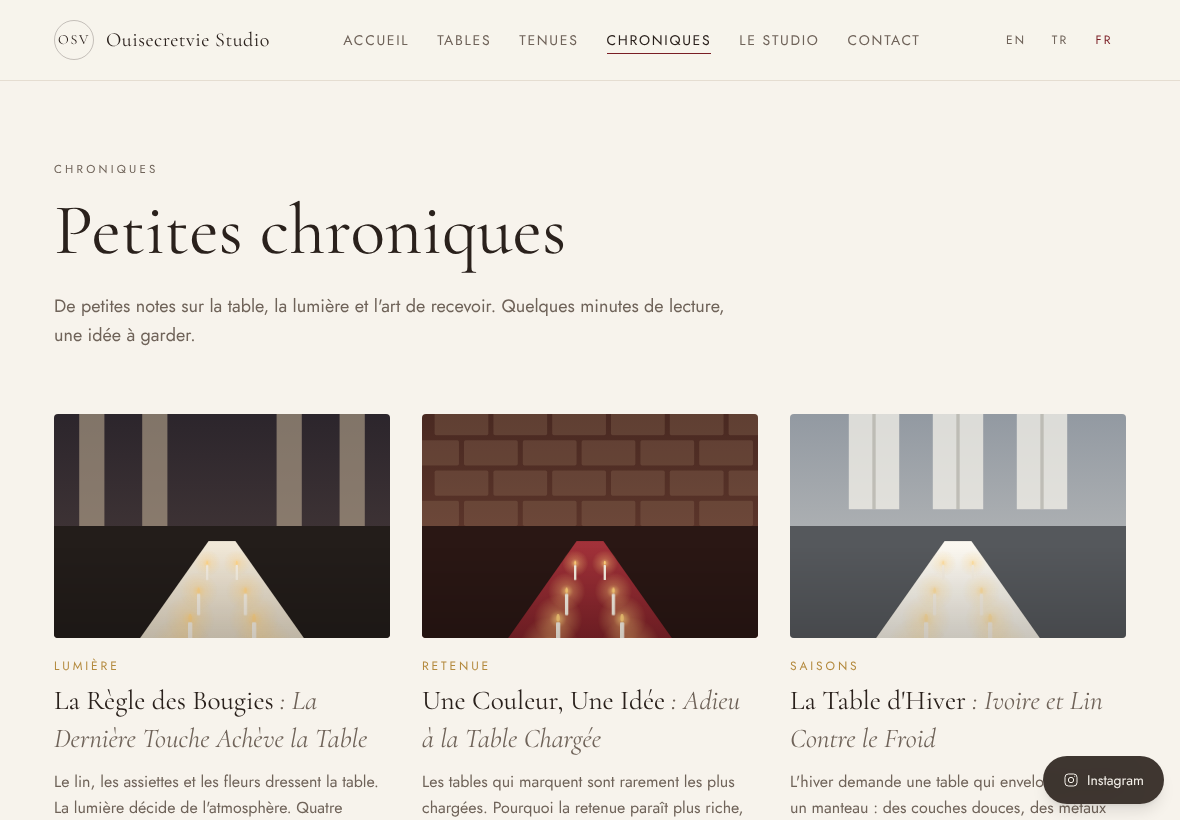 OSV Ouisecretvie Studio ACCUEIL TABLES TENUES CHRONIQUES LE STUDIO CONTACT EN TR FR
CHRONIQUES
Petites chroniques
De petites notes sur la table, la lumière et l'art de recevoir. Quelques minutes de lecture,
une idée à garder.
LUMIÈRE
La Règle des Bougies : La
Dernière Touche Achève la Table
Le lin, les assiettes et les fleurs dressent la table.
La lumière décide de l'atmosphère. Quatre
RETENUE
Une Couleur, Une Idée : Adieu
à la Table Chargée
Les tables qui marquent sont rarement les plus
chargées. Pourquoi la retenue paraît plus riche,
SAISONS
La Table d'Hiver : Ivoire et Lin
Contre le Froid
L'hiver demande une table qui
un manteau : des couches douces, des métaux
Instagram